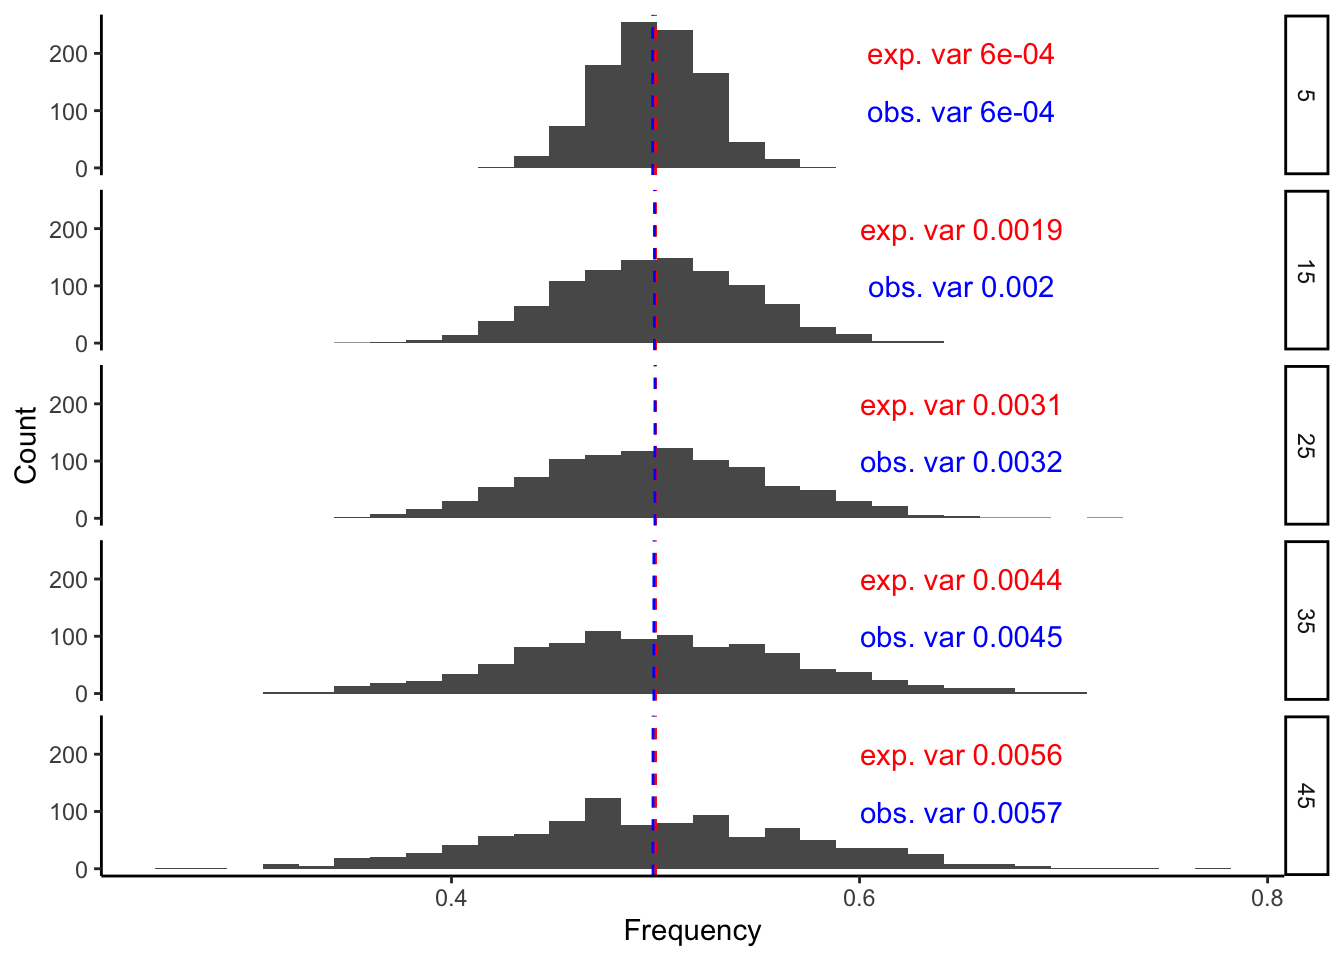 200
100
0
exp. var 6e-04
obs. var 6e-04
5
200
100
0
exp. var 0.0019
obs. var 0.002
15
200
100
0
exp. var 0.0031
obs. var 0.0032
25
200
100
0
exp. var 0.0044
obs. var 0.0045
35
200
100
0
exp. var 0.0056
obs. var 0.0057
45
Count
0.4
0.6
0.8
Frequency